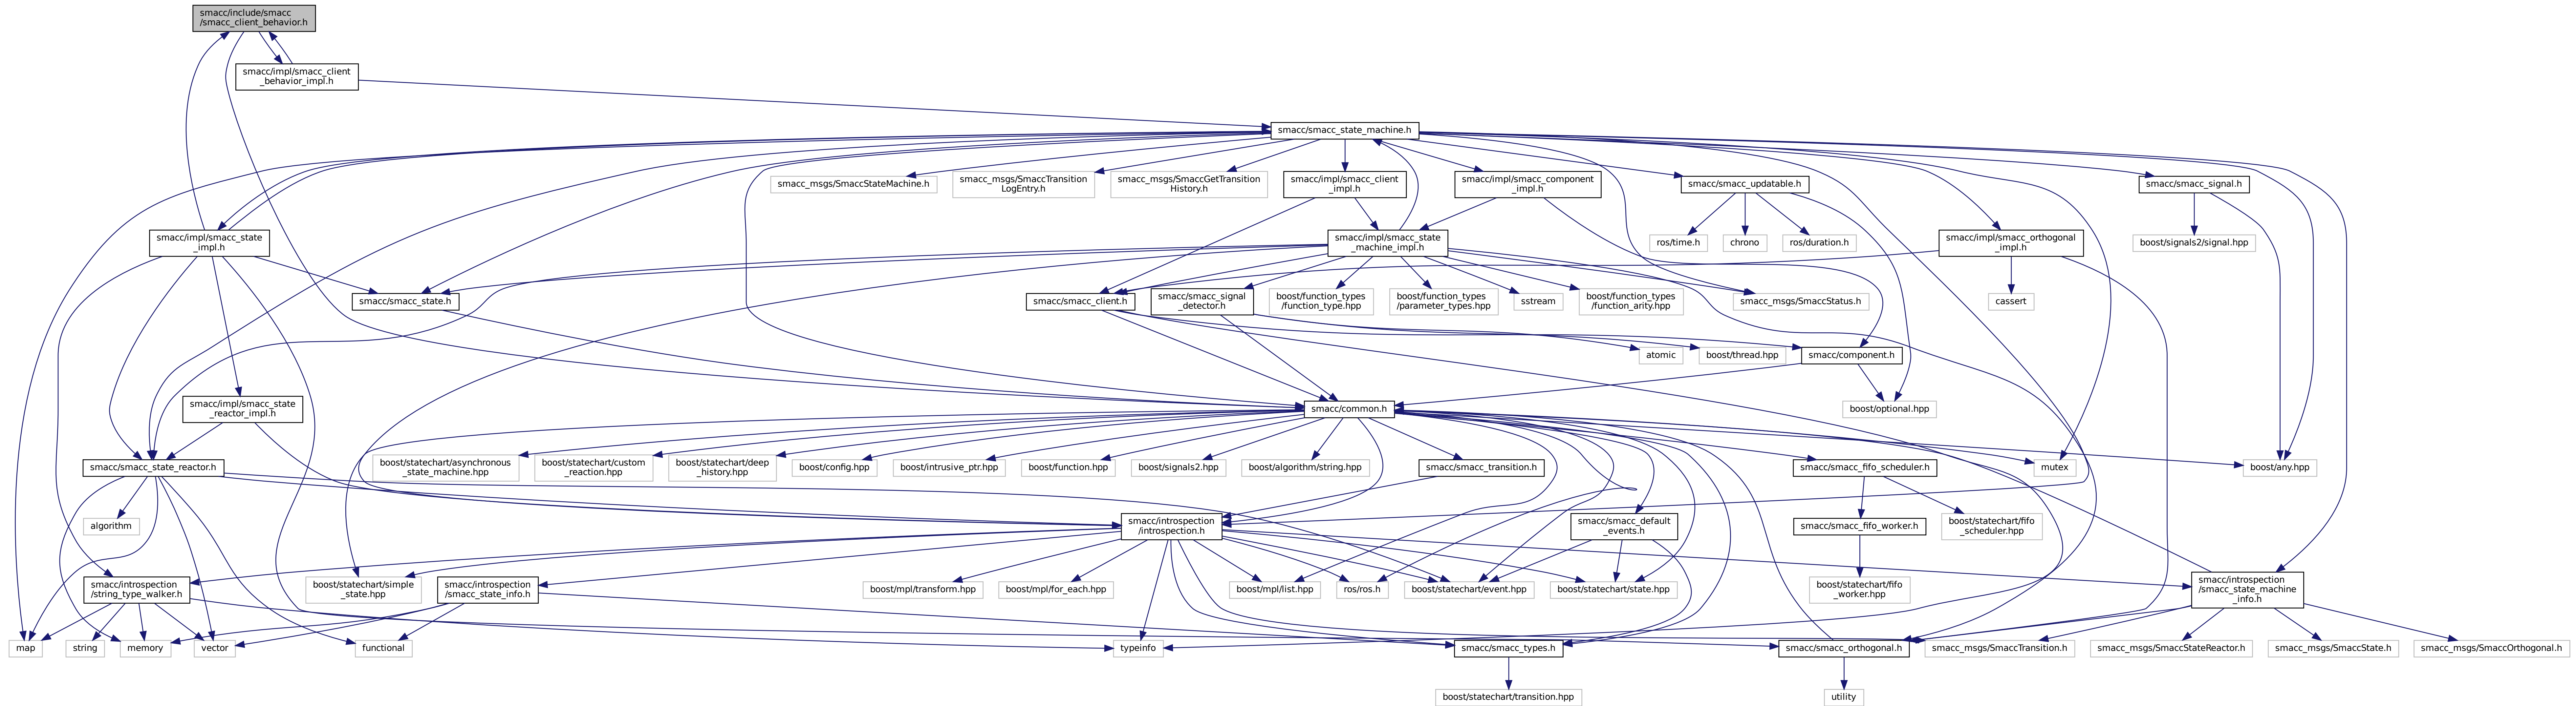 smacc/include/smacc
/smacc_client_behavior.h
smacc/impl/smacc_client
_behavior_impl.h
smacc/smacc_state_machine.h
smacc_msgs/SmaccStateMachine.h
smacc_msgs/SmaccTransition
LogEntry.h
smacc_msgs/SmaccGetTransition
History.h
smacc/impl/smacc_client
_impl.h
smacc/impl/smacc_component
_impl.h
smacc/smacc_updatable.h
smacc/smacc_signal.h
smacc/impl/smacc_state
_impl.h
smacc/impl/smacc_state
_machine_impl.h
ros/time.h
chrono
ros/duration.h
smacc/impl/smacc_orthogonal
_impl.h
boost/signals2/signal.hpp
smacc/smacc_state.h
smacc/smacc_client.h
smacc/smacc_signal
_detector.h
boost/function_types
/function_type.hpp
boost/function_types
/parameter_types.hpp
sstream
boost/function_types
/function_arity.hpp
smacc_msgs/SmaccStatus.h
cassert
atomic
boost/thread.hpp
smacc/component.h
smacc/impl/smacc_state
_reactor_impl.h
smacc/common.h
boost/optional.hpp
smacc/smacc_state_reactor.h
boost/statechart/asynchronous
_state_machine.hpp
boost/statechart/custom
_reaction.hpp
boost/statechart/deep
_history.hpp
boost/config.hpp
boost/intrusive_ptr.hpp
boost/function.hpp
boost/signals2.hpp
boost/algorithm/string.hpp
smacc/smacc_transition.h
smacc/smacc_fifo_scheduler.h
mutex
boost/any.hpp
algorithm
smacc/introspection
/introspection.h
smacc/smacc_default
_events.h
smacc/smacc_fifo_worker.h
boost/statechart/fifo
_scheduler.hpp
smacc/introspection
/string_type_walker.h
boost/statechart/simple
_state.hpp
smacc/introspection
/smacc_state_info.h
boost/mpl/transform.hpp
boost/mpl/for_each.hpp
boost/mpl/list.hpp
ros/ros.h
boost/statechart/event.hpp
boost/statechart/state.hpp
boost/statechart/fifo
_worker.hpp
smacc/introspection
/smacc_state_machine
_info.h
map
string
memory
vector
functional
typeinfo
smacc/smacc_types.h
smacc/smacc_orthogonal.h
smacc_msgs/SmaccTransition.h
smacc_msgs/SmaccStateReactor.h
smacc_msgs/SmaccState.h
smacc_msgs/SmaccOrthogonal.h
boost/statechart/transition.hpp
utility